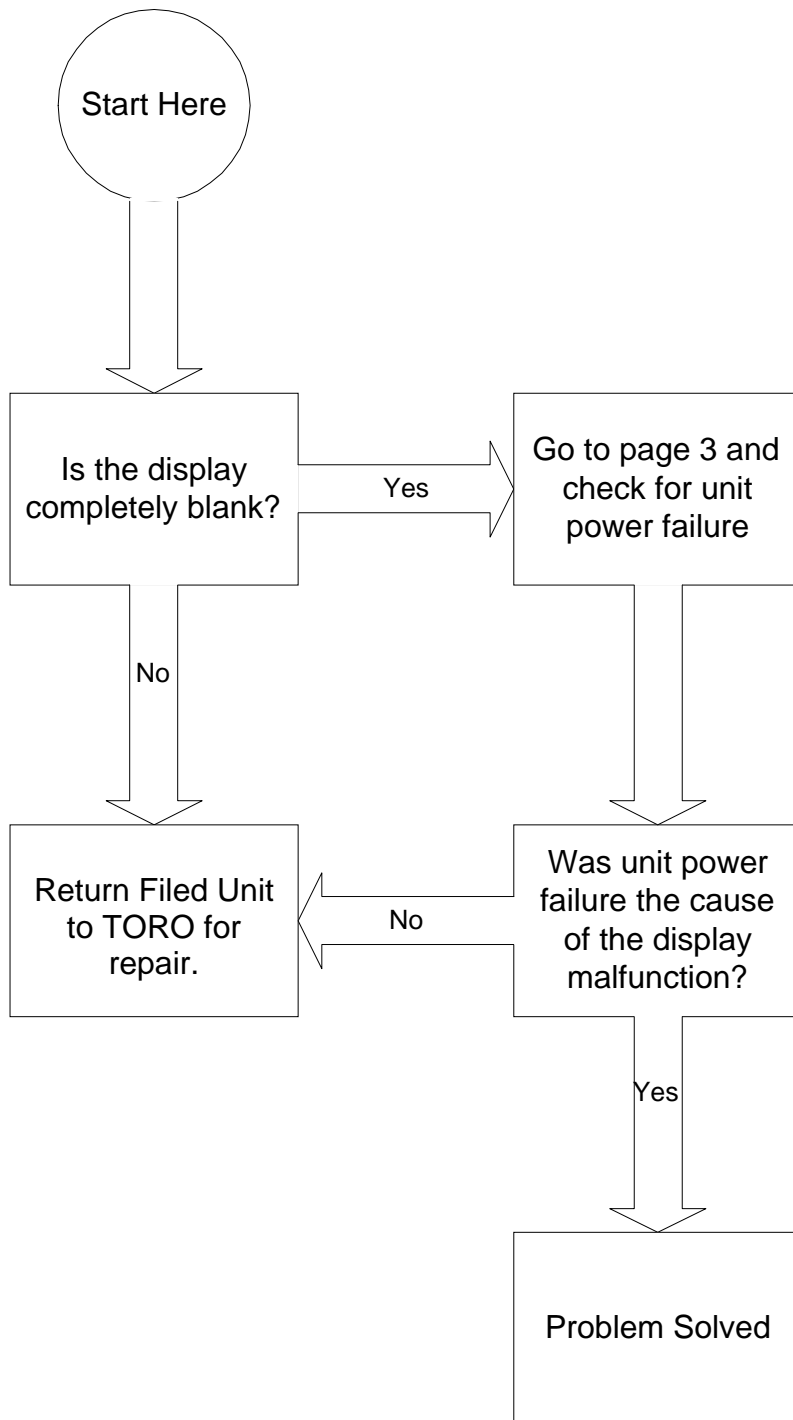 Start Here
Is the display
completely blank?
Yes
Go to page 3 and
check for unit
power failure
No
Return Filed Unit
to TORO for
repair.
No
Was unit power
failure the cause
of the display
malfunction?
Yes
Problem Solved